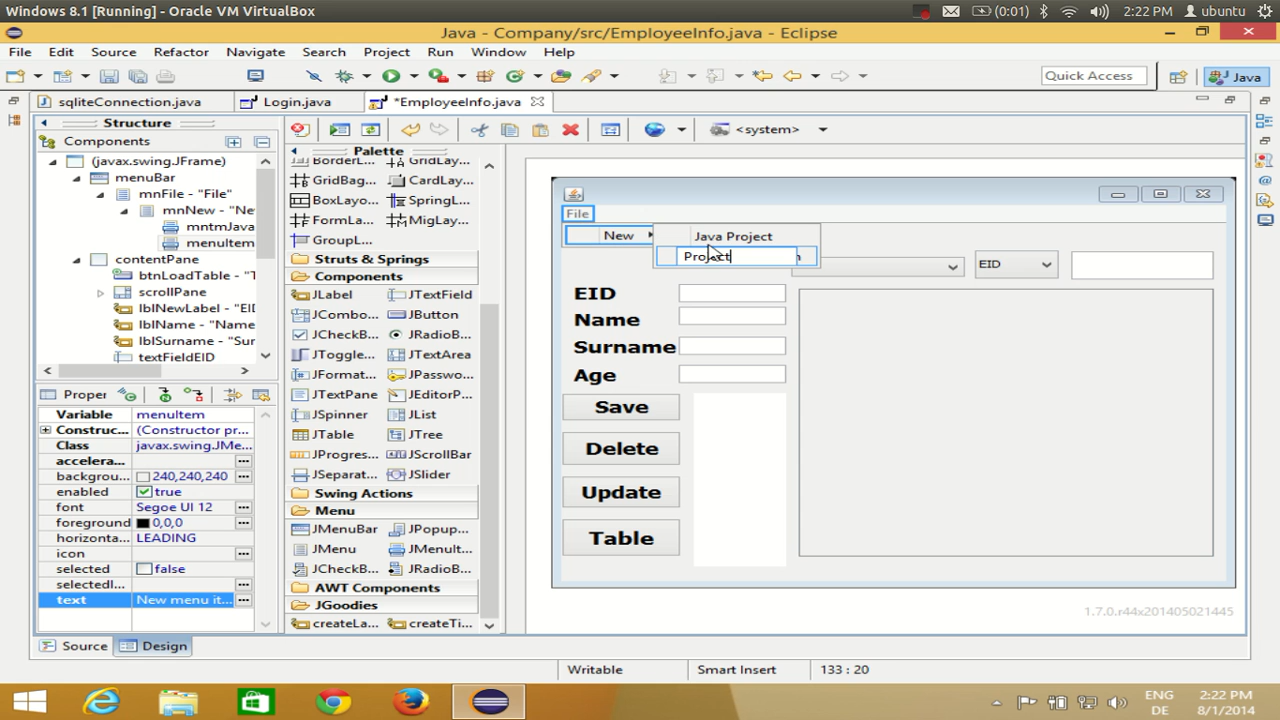 Windows 8.1 [Running] - Oracle VM VirtualBox
(0:01)
2:22 PM
ubuntu
Java - Company/src/EmployeeInfo.java - Eclipse
File Edit Source Refactor Navigate Search Project Run Window Help
Quick Access
Java
sqliteConnection.java
Login.java
*EmployeeInfo.java
Structure
Components
(javax.swing.JFrame)
menuBar
mnFile - "File"
mnNew - "Ne
mntmJava
menuItem
contentPane
btnLoadTable - "T
scrollPane
lblNewLabel - "EID
lblName - "Name
lblSurname - "Sur
textFieldEID
Proper
Variable menuItem
Construc... (Constructor pr...
Class javax.swing.JMe...
accelera...
backgrou... 240,240,240
enabled true
font Segoe UI 12
foreground 0,0,0
horizonta... LEADING
icon
selected false
selectedI...
text New menu it...
Source
Design
Palette
BorderL... GridLay...
GridBag... CardLay...
BoxLayo... SpringL...
FormLa... MigLay...
GroupL...
Struts & Springs
Components
JLabel JTextField
JCombo... JButton
JCheckB... JRadioB...
JToggle... JTextArea
JFormat... JPasswo...
JTextPane JEditorP...
JSpinner JList
JTable JTree
JProgres... JScrollBar
JSeparat... JSlider
Swing Actions
Menu
JMenuBar JPopup...
JMenu JMenuIt...
JCheckB... JRadioB...
AWT Components
JGoodies
createLa... createTi...
<system>
File
New
Java Project
Project
EID
EID
Name
Surname
Age
Save
Delete
Update
Table
1.7.0.r44x201405021445
Writable
Smart Insert
133 : 20
ENG
DE
2:22 PM
8/1/2014